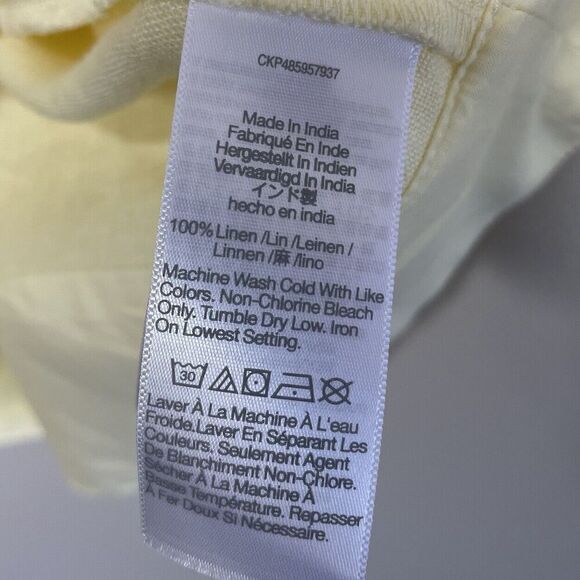 CKP485957937
Made In India
Fabriqué En Inde
Hergestellt In Indien
Vervaardigd In India
インド製
hecho en india
100% Linen /Lin /Leinen /
Linnen /麻 /lino
Machine Wash Cold With Like
Colors. Non-Chlorine Bleach
Only. Tumble Dry Low. Iron
On Lowest Setting.
30
Laver À La Machine À L'eau
Froide.Laver En Séparant Les
Couleurs. Seulement Agent
De Blanchiment Non-Chlore.
Sécher À La Machine À
Basse Température. Repasser
À Fer Doux Si Nécessaire.